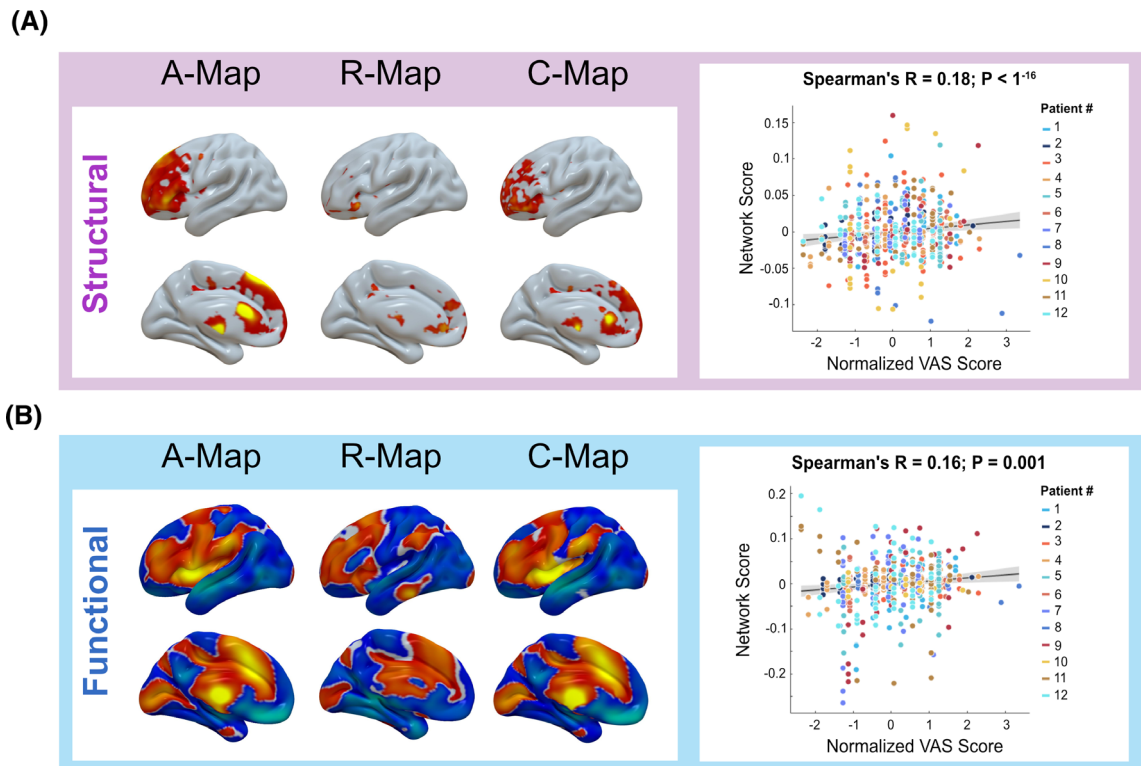 (A)
A-Map R-Map C-Map
Structural
Spearman's R = 0.18; P < 1-16
Network Score
0.15
0.1
0.05
0
-0.05
-0.1
-2 -1 0 1 2 3
Normalized VAS Score
Patient #
1
2
3
4
5
6
7
8
9
10
11
12
(B)
A-Map R-Map C-Map
Functional
Spearman's R = 0.16; P = 0.001
Network Score
0.2
0.1
0
-0.1
-0.2
-2 -1 0 1 2 3
Normalized VAS Score
Patient #
1
2
3
4
5
6
7
8
9
10
11
12